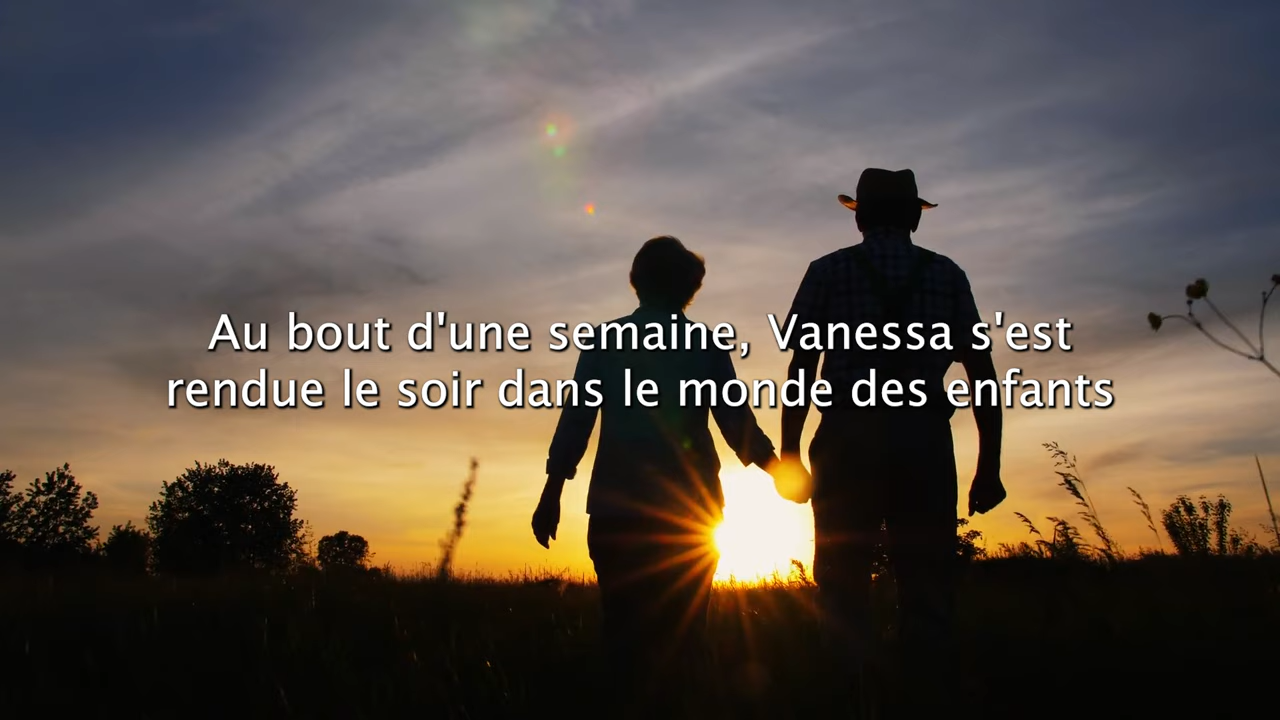 Au bout d'une semaine, Vanessa s'est
rendue le soir dans le monde des enfants